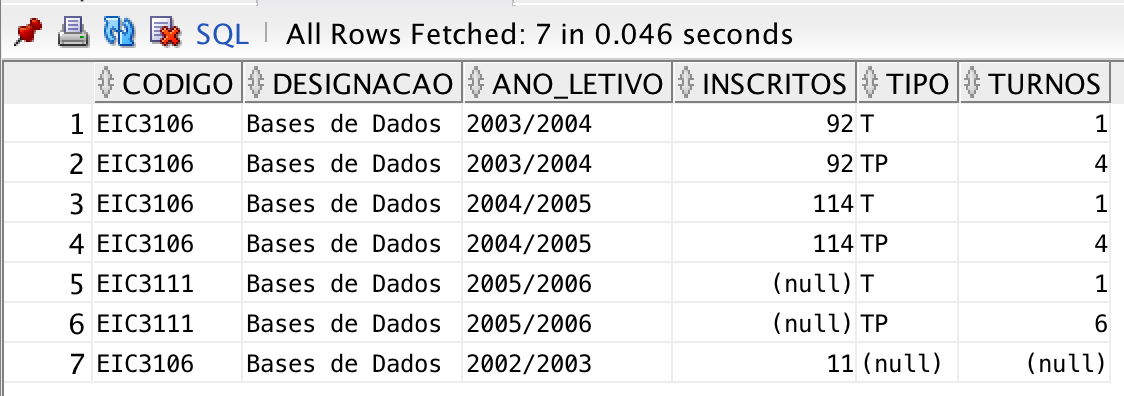 SQL | All Rows Fetched: 7 in 0.046 seconds
CODIGO DESIGNACAO ANO_LETIVO INSCRITOS TIPO TURNOS
1 EIC3106 Bases de Dados 2003/2004 92 T 1
2 EIC3106 Bases de Dados 2003/2004 92 TP 4
3 EIC3106 Bases de Dados 2004/2005 114 T 1
4 EIC3106 Bases de Dados 2004/2005 114 TP 4
5 EIC3111 Bases de Dados 2005/2006 (null) T 1
6 EIC3111 Bases de Dados 2005/2006 (null) TP 6
7 EIC3106 Bases de Dados 2002/2003 11 (null) (null)